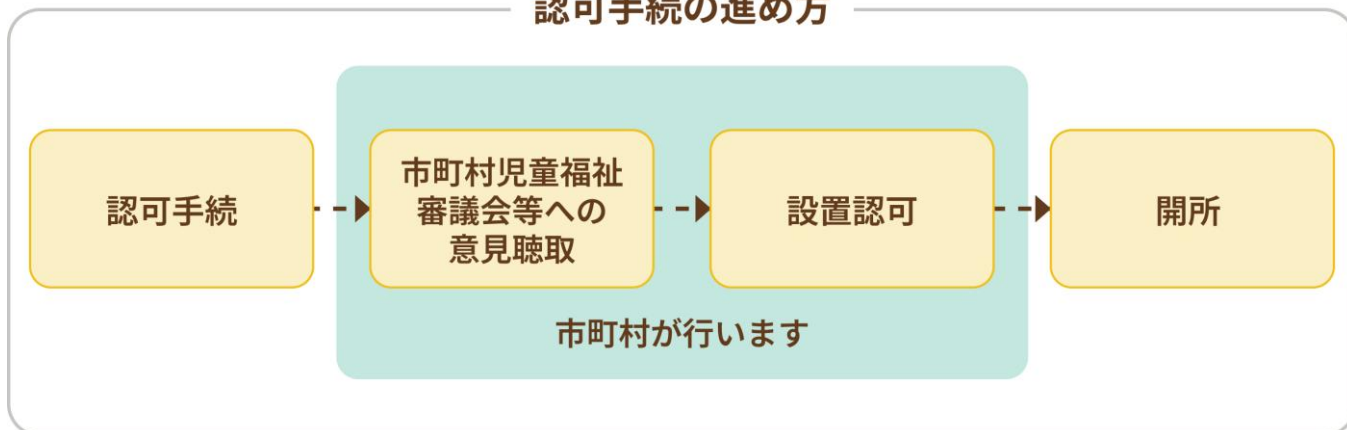 認可手続の進め方
認可手続
市町村児童福祉
審議会等への
意見聴取
設置認可
開所
市町村が行います